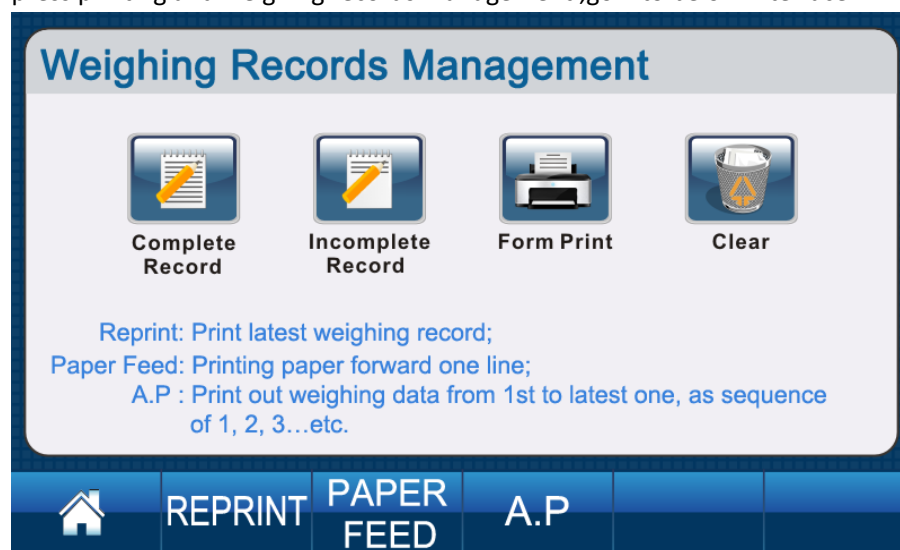 Weighing Records Management
Complete
Record
Incomplete
Record
Form Print
Clear
Reprint: Print latest weighing record;
Paper Feed: Printing paper forward one line;
A.P : Print out weighing data from 1st to latest one, as sequence
of 1, 2, 3…etc.
REPRINT
PAPER
FEED
A.P